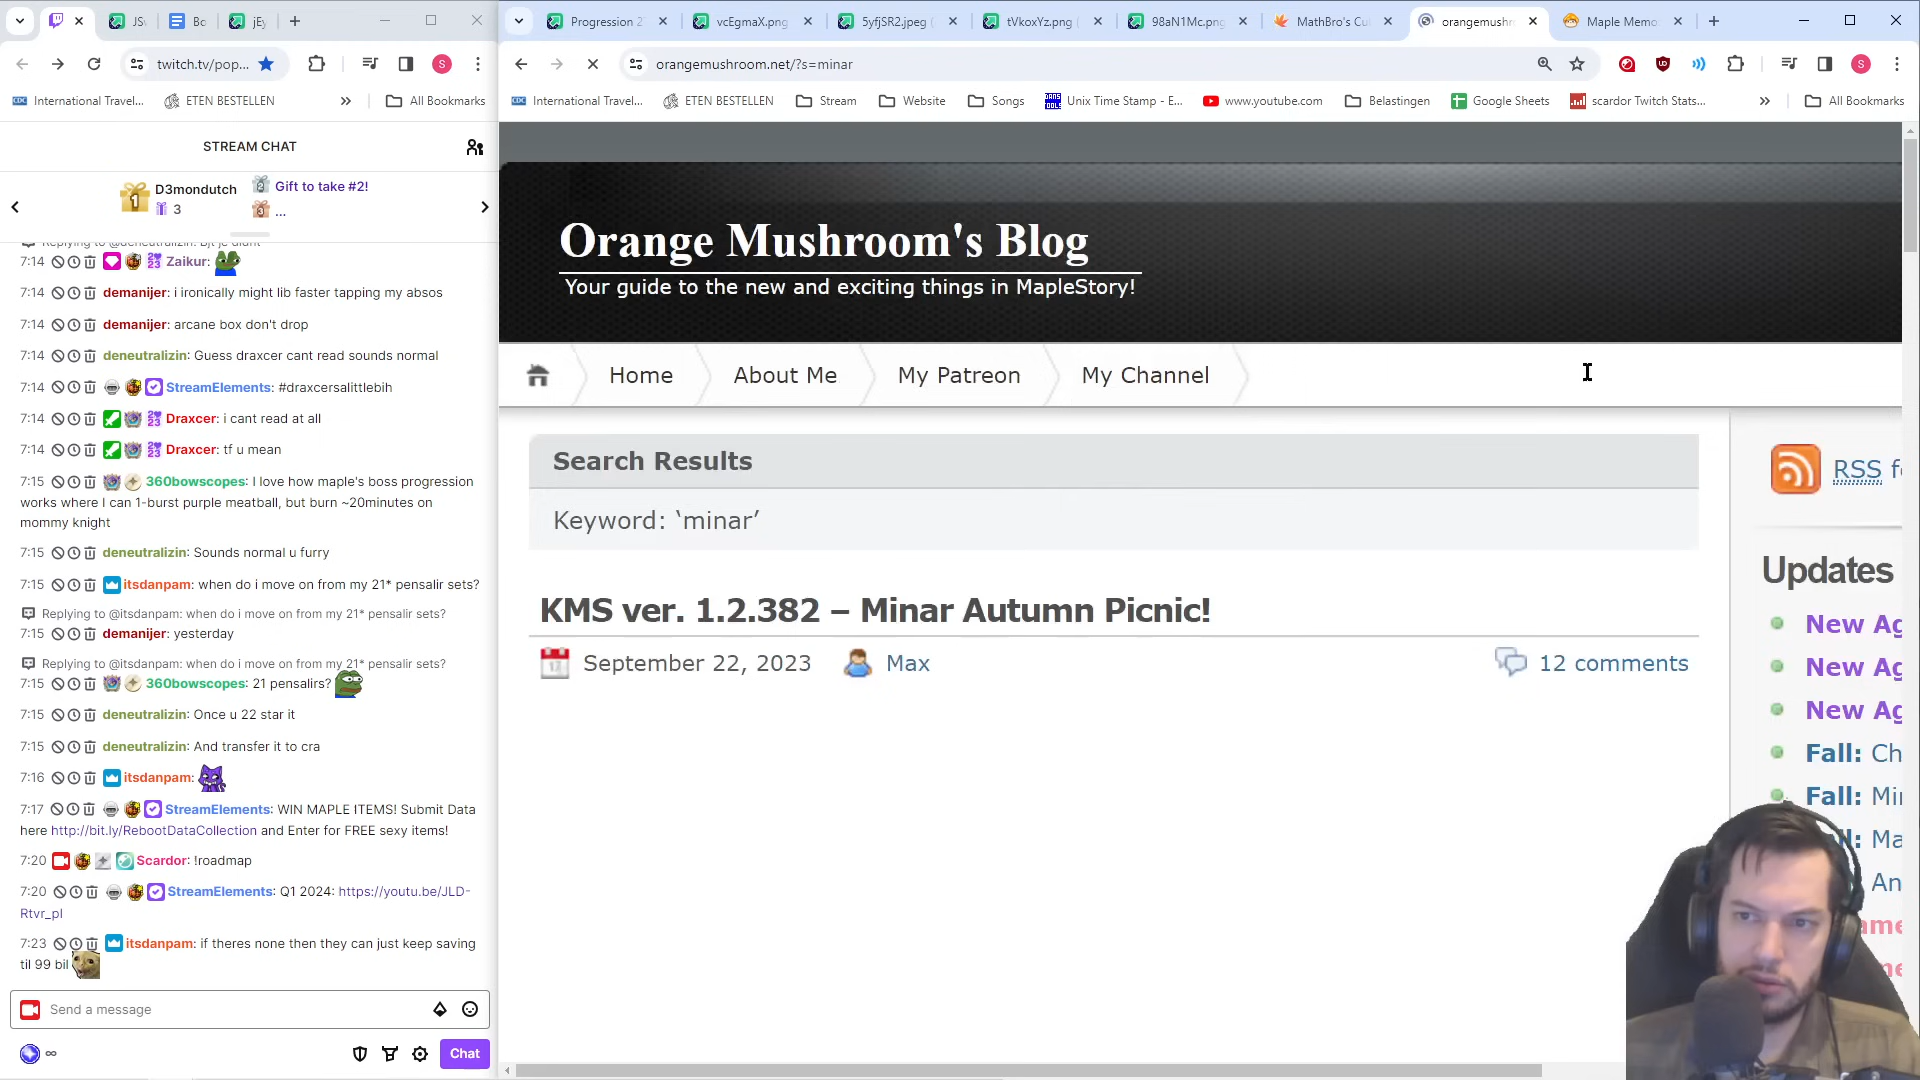 JS
Bc
jEy
Progression 2
vcEgmaX.png
5yfjSR2.jpeg (
tVkoxYz.png (
98aN1Mc.png
MathBro's Cu
orangemushr
Maple Memo
twitch.tv/pop...
S
orangemushroom.net/?s=minar
S
International Travel...
ETEN BESTELLEN
All Bookmarks
International Travel...
ETEN BESTELLEN
Stream
Website
Songs
Unix Time Stamp - E...
www.youtube.com
Belastingen
Google Sheets
scardor Twitch Stats...
All Bookmarks
STREAM CHAT
1
D3mondutch
3
2
Gift to take #2!
3
...
7:14 Zaikur:
7:14 demanijer: i ironically might lib faster tapping my absos
7:14 demanijer: arcane box don't drop
7:14 deneutralizin: Guess draxcer cant read sounds normal
7:14 StreamElements: #draxcersalittlebih
7:14 Draxcer: i cant read at all
7:14 Draxcer: tf u mean
7:15 360bowscopes: I love how maple's boss progression
works where I can 1-burst purple meatball, but burn ~20minutes on
mommy knight
7:15 deneutralizin: Sounds normal u furry
7:15 itsdanpam: when do i move on from my 21* pensalir sets?
Replying to @itsdanpam: when do i move on from my 21* pensalir sets?
7:15 demanijer: yesterday
Replying to @itsdanpam: when do i move on from my 21* pensalir sets?
7:15 360bowscopes: 21 pensalirs?
7:15 deneutralizin: Once u 22 star it
7:15 deneutralizin: And transfer it to cra
7:16 itsdanpam:
7:17 StreamElements: WIN MAPLE ITEMS! Submit Data
here http://bit.ly/RebootDataCollection and Enter for FREE sexy items!
7:20 Scardor: !roadmap
7:20 StreamElements: Q1 2024: https://youtu.be/JLD-
Rtvr_pI
7:23 itsdanpam: if theres none then they can just keep saving
til 99 bil
Send a message
∞
Chat
Orange Mushroom's Blog
Your guide to the new and exciting things in MapleStory!
Home
About Me
My Patreon
My Channel
Search Results
Keyword: ‘minar’
KMS ver. 1.2.382 – Minar Autumn Picnic!
September 22, 2023
Max
12 comments
RSS f
Updates
New Ag
New Ag
New Ag
Fall: Ch
Fall: Mi
Ma
An